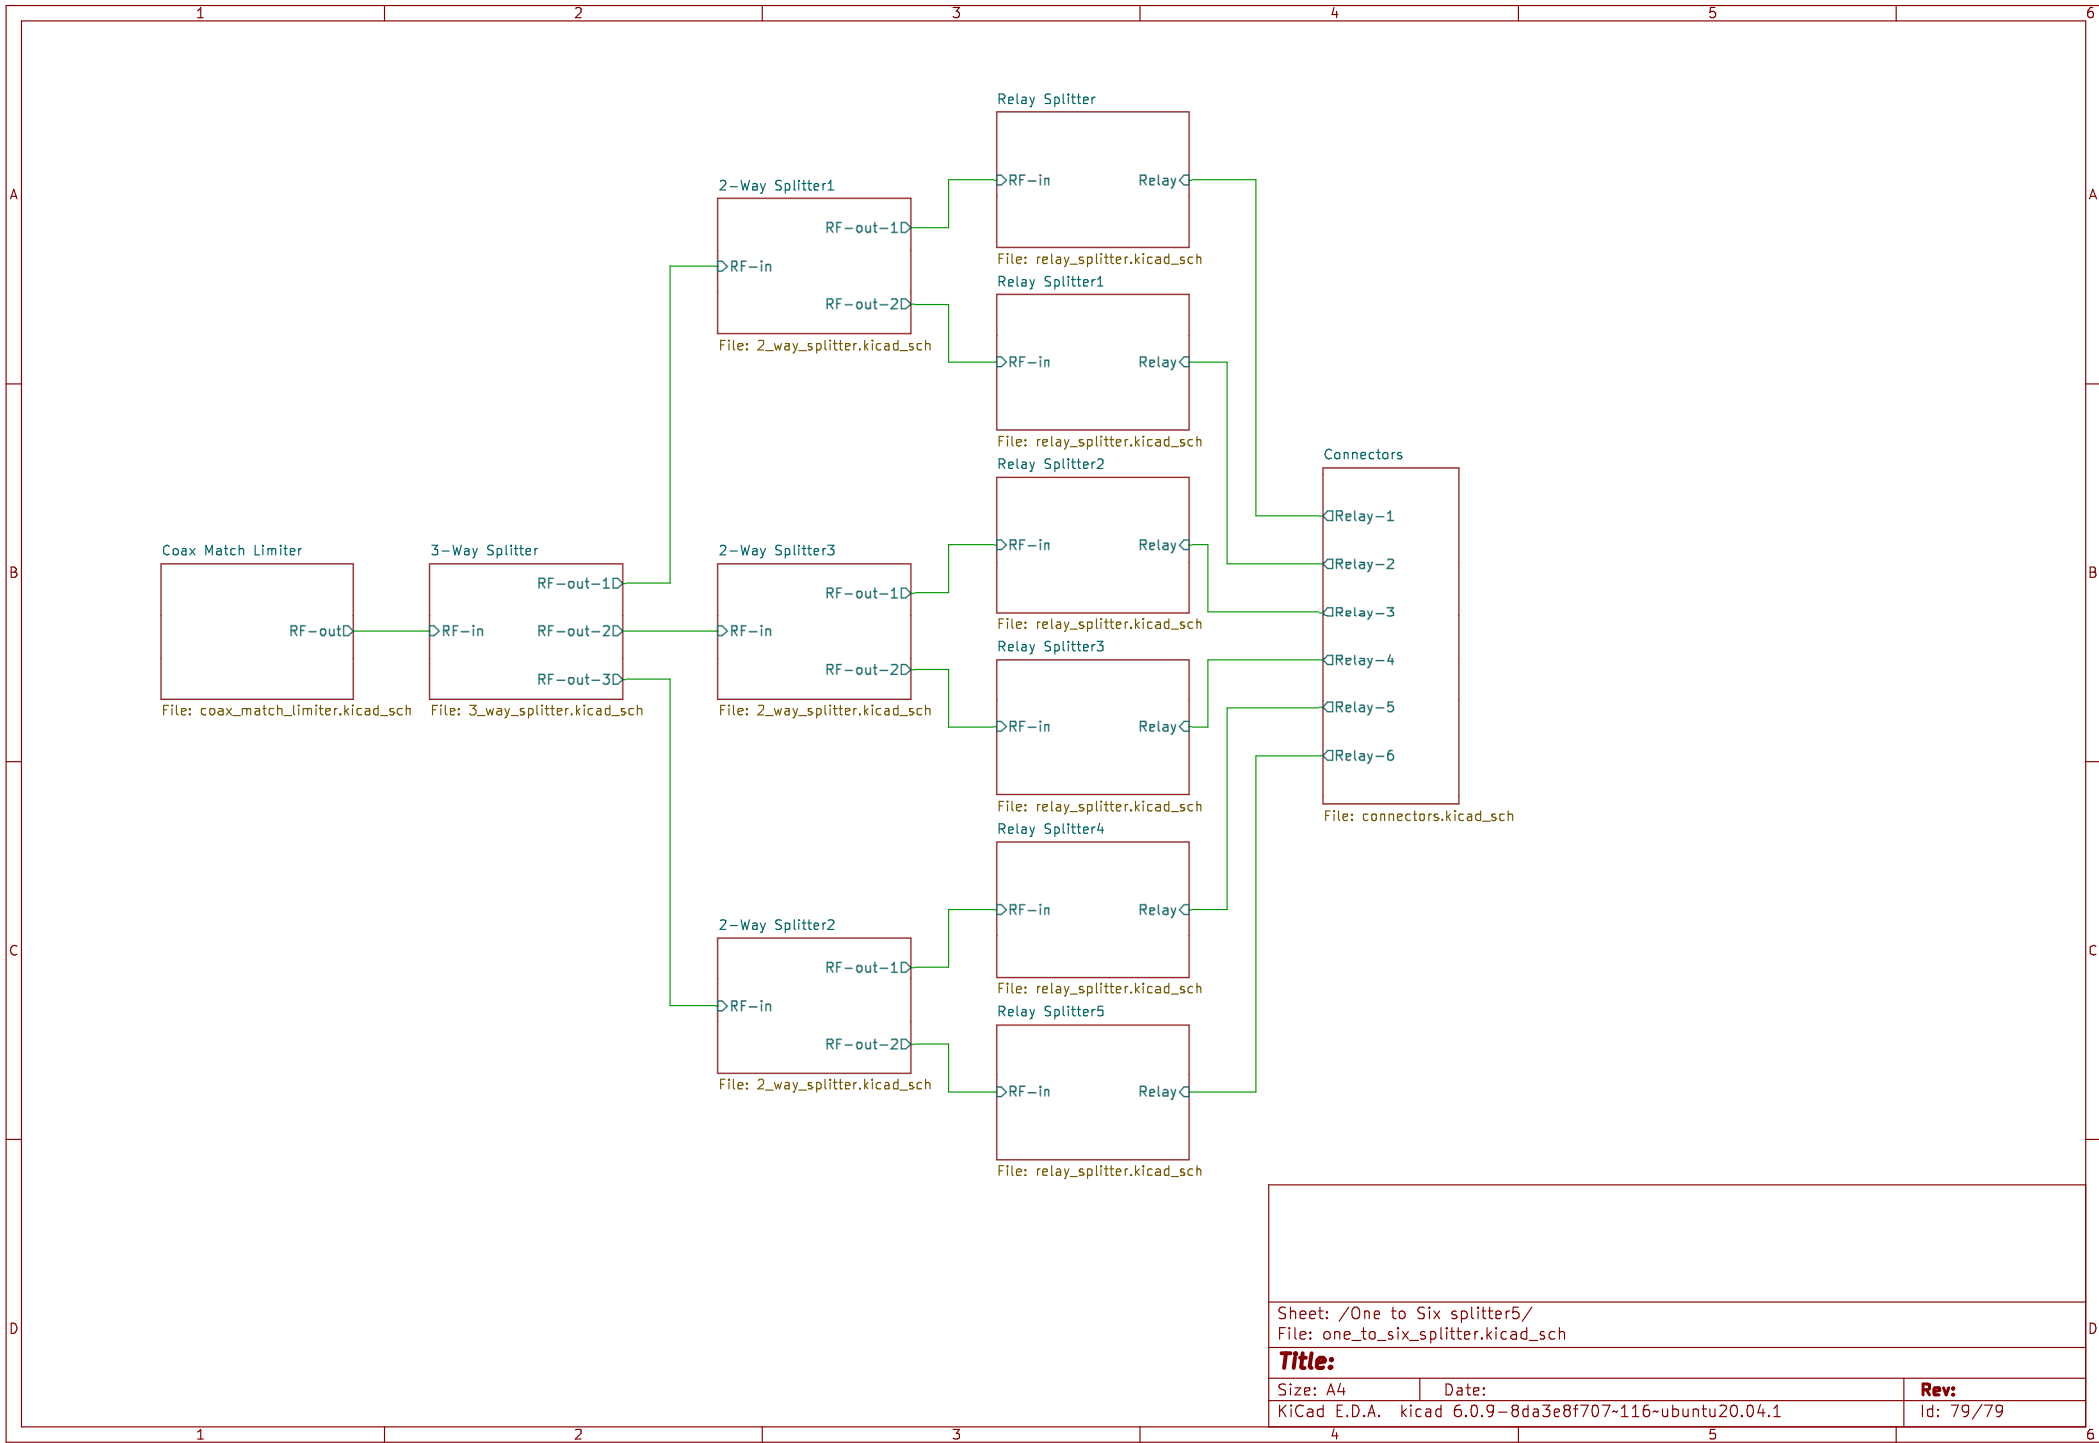 1 2 3 4 5 6
A A
B B
C C
D D
Relay Splitter
RF-in Relay
File: relay_splitter.kicad_sch
2-Way Splitter1
RF-out-1
RF-in
RF-out-2
File: 2_way_splitter.kicad_sch
Relay Splitter1
RF-in Relay
File: relay_splitter.kicad_sch
Relay Splitter2
RF-in Relay
File: relay_splitter.kicad_sch
Coax Match Limiter
RF-out
File: coax_match_limiter.kicad_sch
3-Way Splitter
RF-out-1
RF-in RF-out-2
RF-out-3
File: 3_way_splitter.kicad_sch
2-Way Splitter3
RF-out-1
RF-in
RF-out-2
File: 2_way_splitter.kicad_sch
Relay Splitter3
RF-in Relay
File: relay_splitter.kicad_sch
Connectors
Relay-1
Relay-2
Relay-3
Relay-4
Relay-5
Relay-6
File: connectors.kicad_sch
Relay Splitter4
RF-in Relay
File: relay_splitter.kicad_sch
2-Way Splitter2
RF-out-1
RF-in
RF-out-2
File: 2_way_splitter.kicad_sch
Relay Splitter5
RF-in Relay
File: relay_splitter.kicad_sch
Sheet: /One to Six splitter5/
File: one_to_six_splitter.kicad_sch
Title:
Size: A4 Date: Rev:
KiCad E.D.A. kicad 6.0.9-8da3e8f707~116~ubuntu20.04.1 Id: 79/79
1 2 3 4 5 6